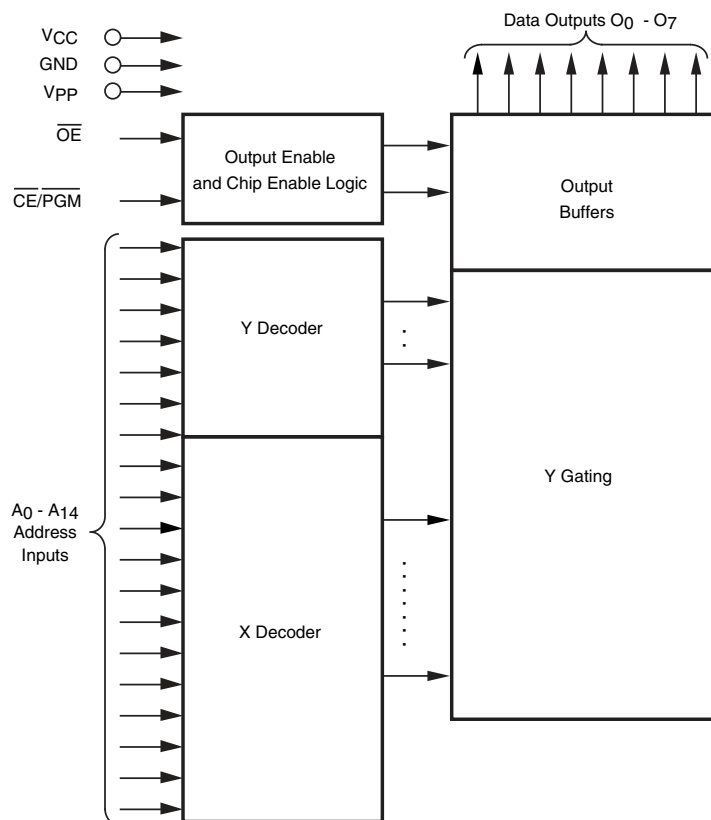 Data Outputs O0 - O7
VCC
GND
VPP
OE
CE/PGM
Output Enable
and Chip Enable Logic
Output
Buffers
Y Decoder
Y Gating
A0 - A14
Address
Inputs
X Decoder